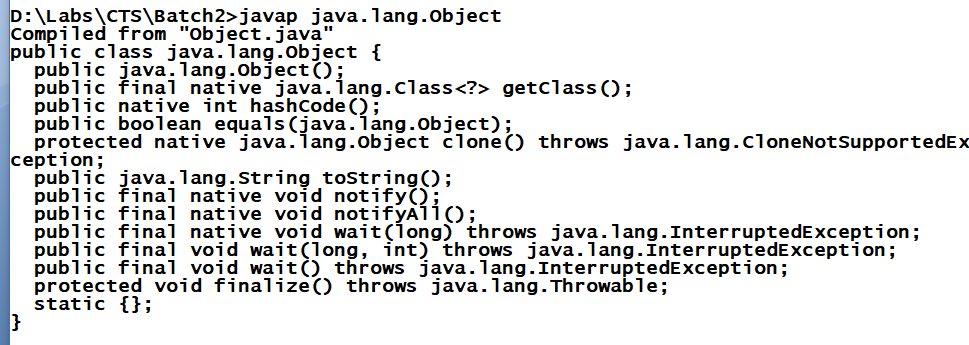 D:\Labs\CTS\Batch2>javap java.lang.Object
Compiled from "Object.java"
public class java.lang.Object {
  public java.lang.Object();
  public final native java.lang.Class<?> getClass();
  public native int hashCode();
  public boolean equals(java.lang.Object);
  protected native java.lang.Object clone() throws java.lang.CloneNotSupportedEx
ception;
  public java.lang.String toString();
  public final native void notify();
  public final native void notifyAll();
  public final native void wait(long) throws java.lang.InterruptedException;
  public final void wait(long, int) throws java.lang.InterruptedException;
  public final void wait() throws java.lang.InterruptedException;
  protected void finalize() throws java.lang.Throwable;
  static {};
}